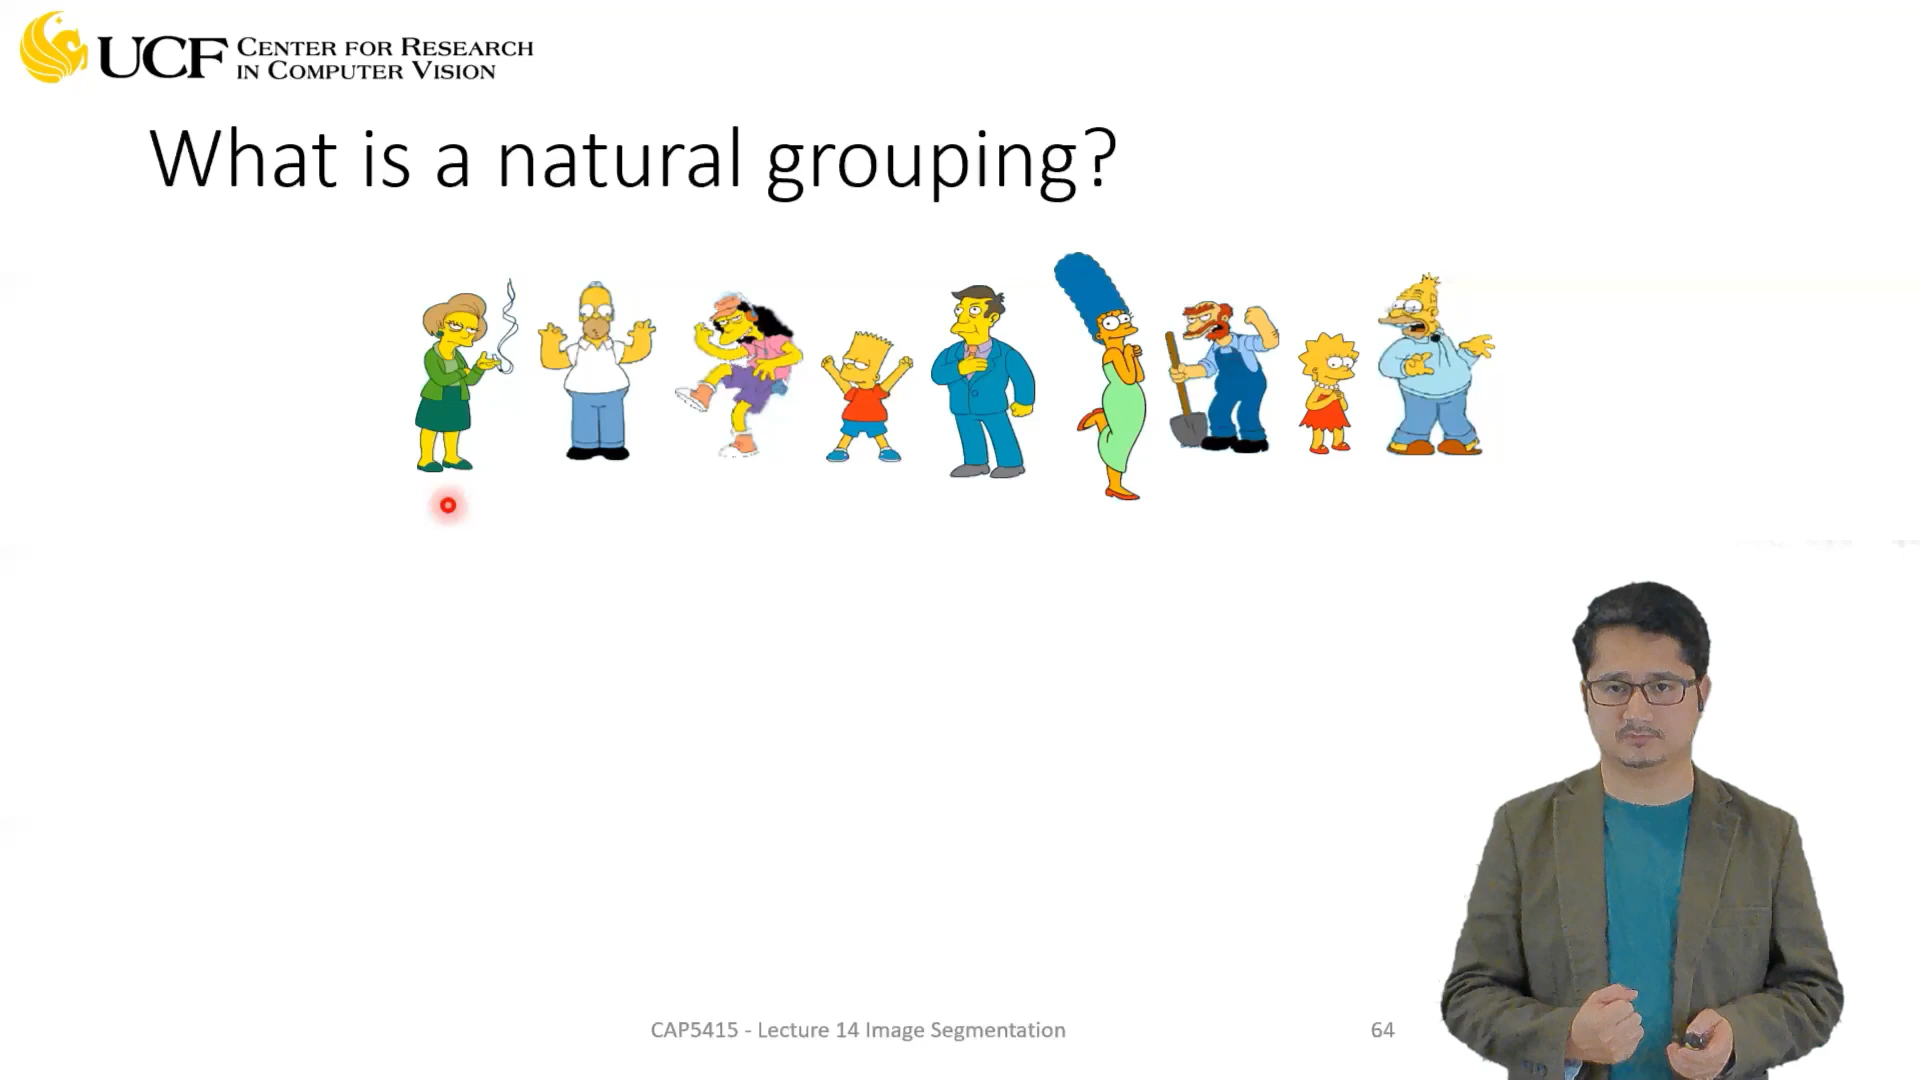 UCF CENTER FOR RESEARCH
IN COMPUTER VISION
What is a natural grouping?
CAP5415 - Lecture 14 Image Segmentation
64